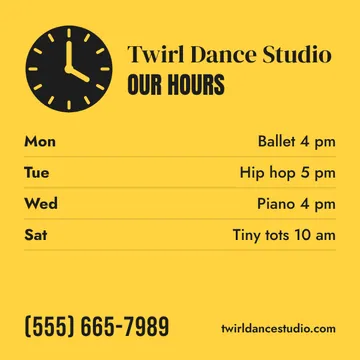 Twirl Dance Studio
OUR HOURS
Mon Ballet 4 pm
Tue Hip hop 5 pm
Wed Piano 4 pm
Sat Tiny tots 10 am
(555) 665-7989 twirldancestudio.com